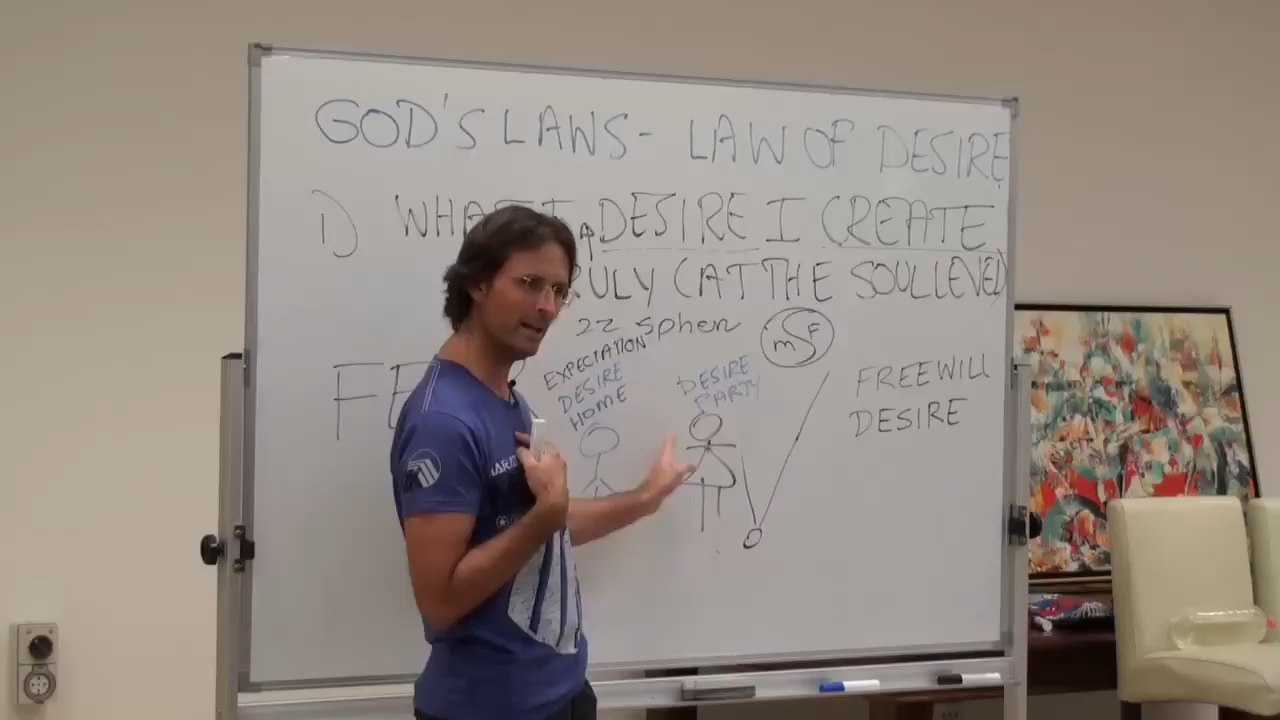 GOD'S LAWS - LAW OF DESIRE
1) WHAT I DESIRE I CREATE
RULY (AT THE SOUL LEVEL)
22 Sphere
M S F
EXPECTATION
DESIRE
HOME
DESIRE
PARTY
FE
FREEWILL
DESIRE